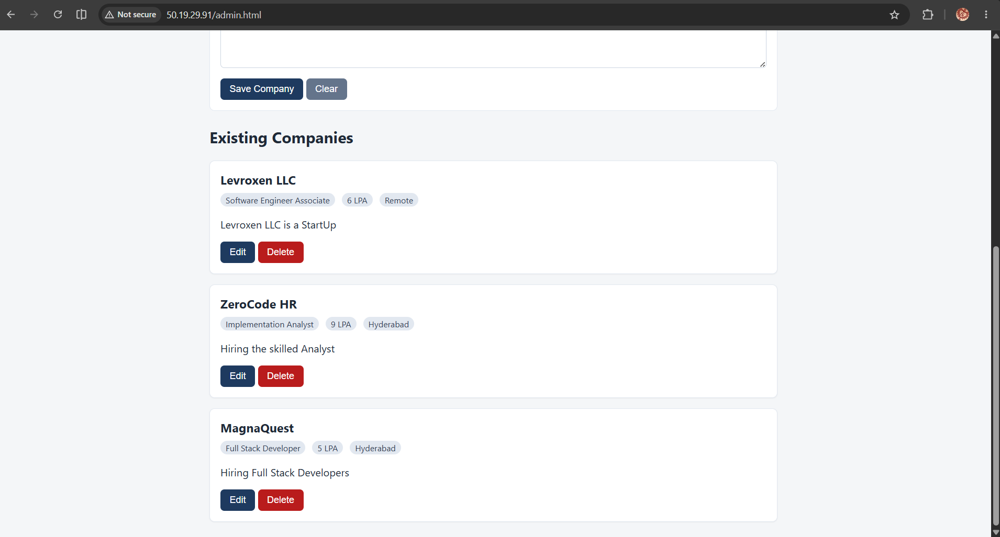 Not secure 50.19.29.91/admin.html
Save Company Clear
Existing Companies
Levroxen LLC
Software Engineer Associate 6 LPA Remote
Levroxen LLC is a StartUp
Edit Delete
ZeroCode HR
Implementation Analyst 9 LPA Hyderabad
Hiring the skilled Analyst
Edit Delete
MagnaQuest
Full Stack Developer 5 LPA Hyderabad
Hiring Full Stack Developers
Edit Delete